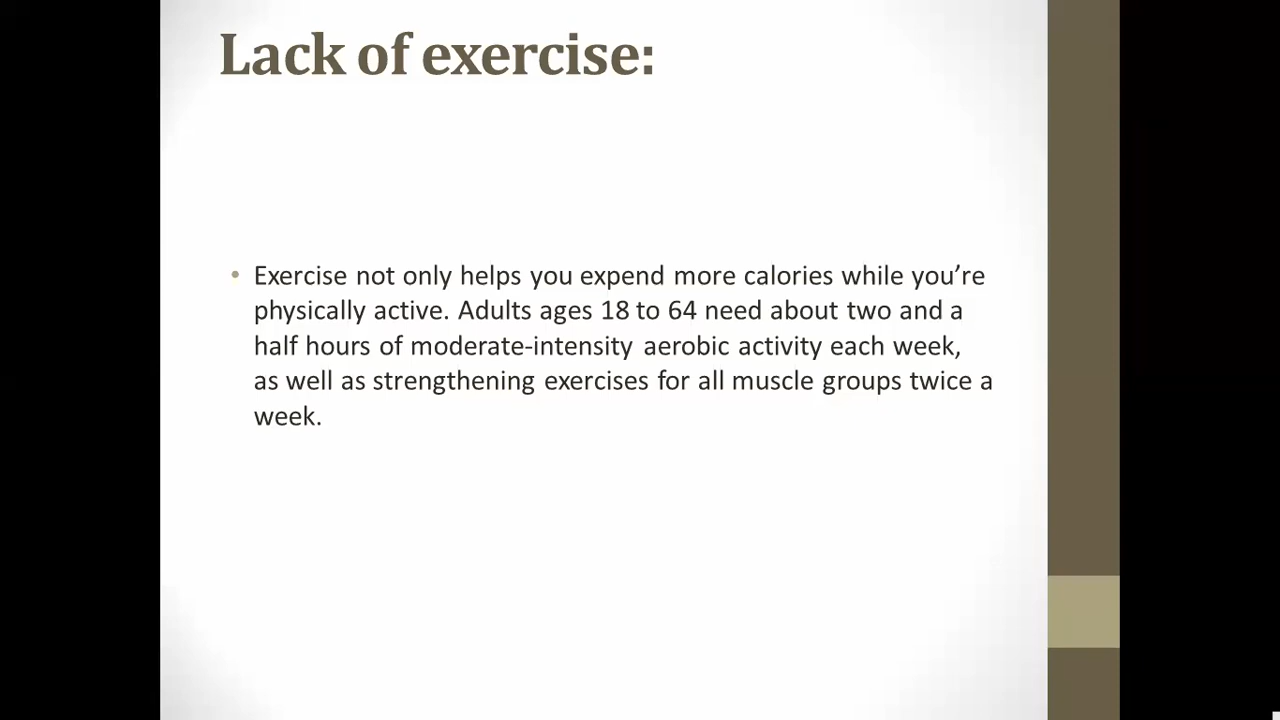 Lack of exercise:
• Exercise not only helps you expend more calories while you’re
physically active. Adults ages 18 to 64 need about two and a
half hours of moderate-intensity aerobic activity each week,
as well as strengthening exercises for all muscle groups twice a
week.